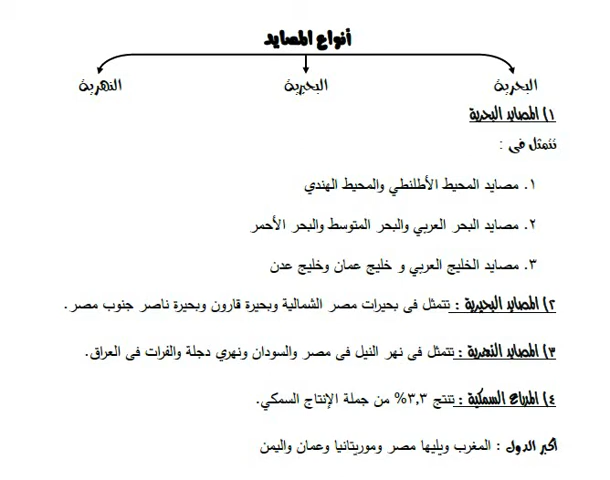 أنواع المصايد
البحرية البحيرية النهرية
١) المصايد البحرية
تتمثل فى :
١. مصايد المحيط الأطلنطي والمحيط الهندي
٢. مصايد البحر العربي والبحر المتوسط والبحر الأحمر
٣. مصايد الخليج العربي و خليج عمان وخليج عدن
٢) المصايد البحيرية : تتمثل فى بحيرات مصر الشمالية وبحيرة قارون وبحيرة ناصر جنوب مصر.
٣) المصايد النهرية : تتمثل فى نهر النيل فى مصر والسودان ونهري دجلة والفرات فى العراق.
٤) المزارع السمكية : تنتج ٣,٣% من جملة الإنتاج السمكي.
أكبر الدول : المغرب ويليها مصر وموريتانيا وعمان واليمن